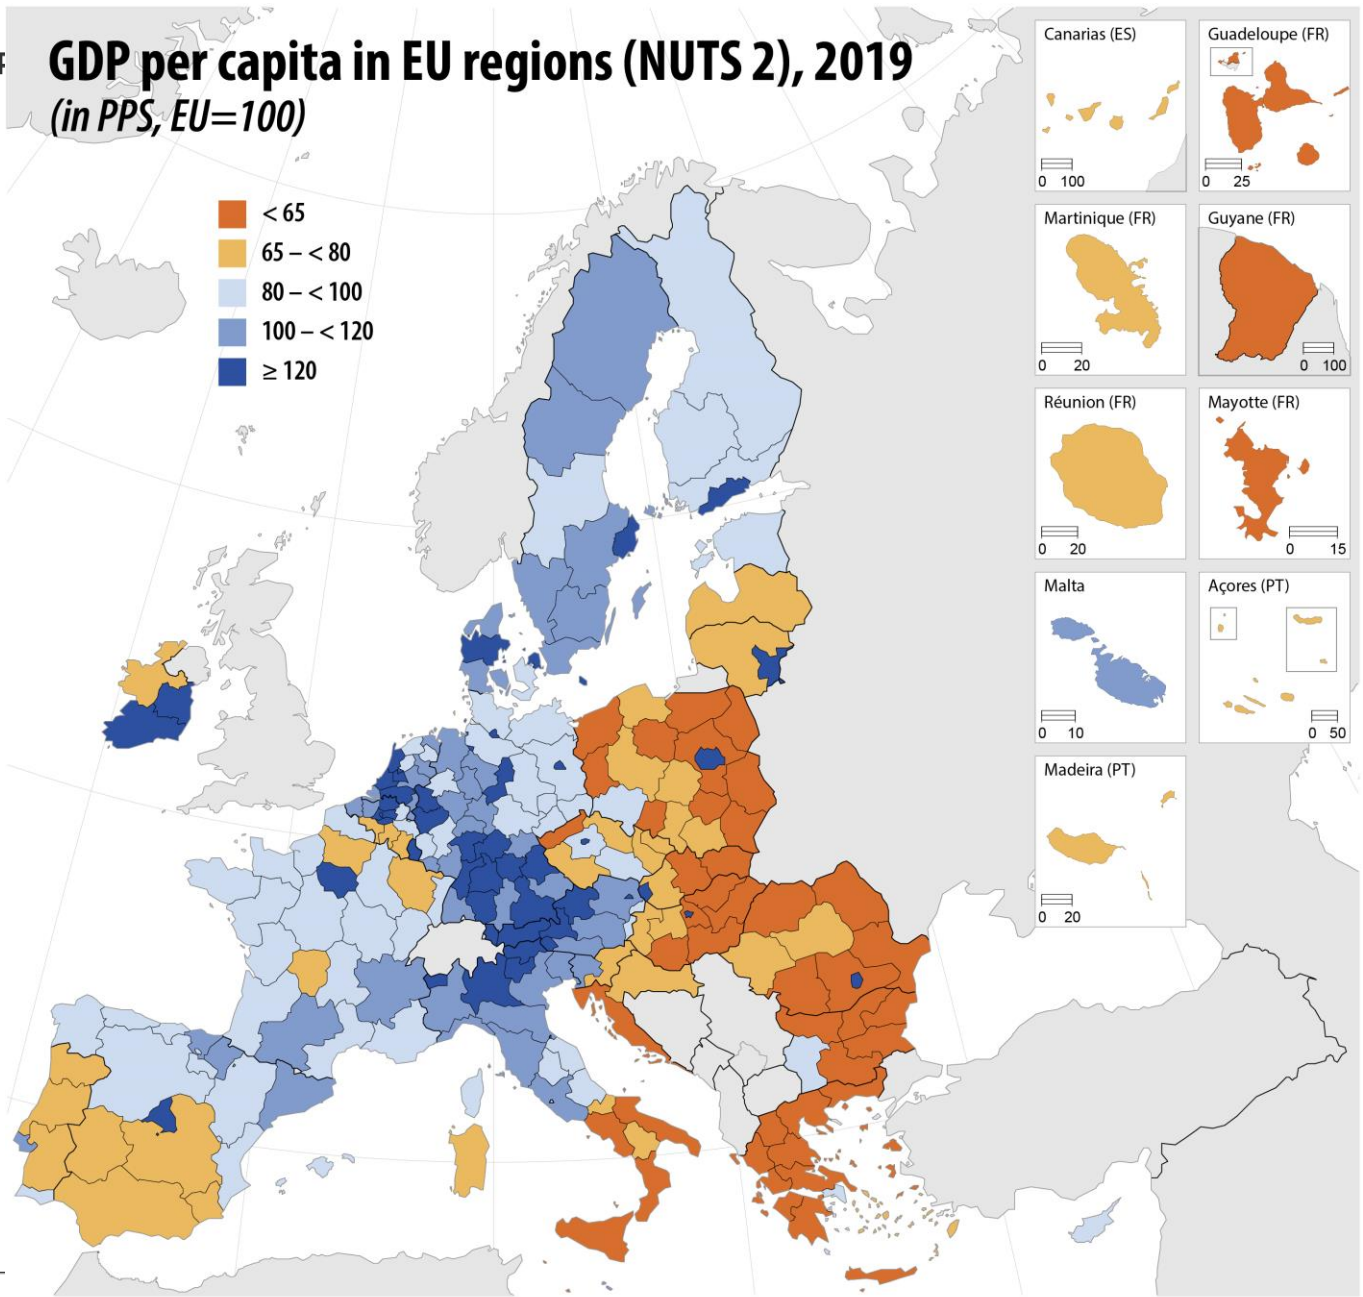 GDP per capita in EU regions (NUTS 2), 2019
(in PPS, EU=100)
< 65
65 – < 80
80 – < 100
100 – < 120
≥ 120
Canarias (ES)
0 100
Guadeloupe (FR)
0 25
Martinique (FR)
0 20
Guyane (FR)
0 100
Réunion (FR)
0 20
Mayotte (FR)
0 15
Malta
0 10
Açores (PT)
0 50
Madeira (PT)
0 20